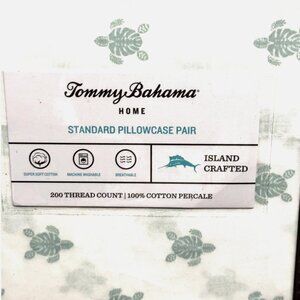 Tommy Bahama®
HOME
STANDARD PILLOWCASE PAIR
SUPER SOFT COTTON
MACHINE WASHABLE
BREATHABLE
ISLAND
CRAFTED
200 THREAD COUNT | 100% COTTON PERCALE